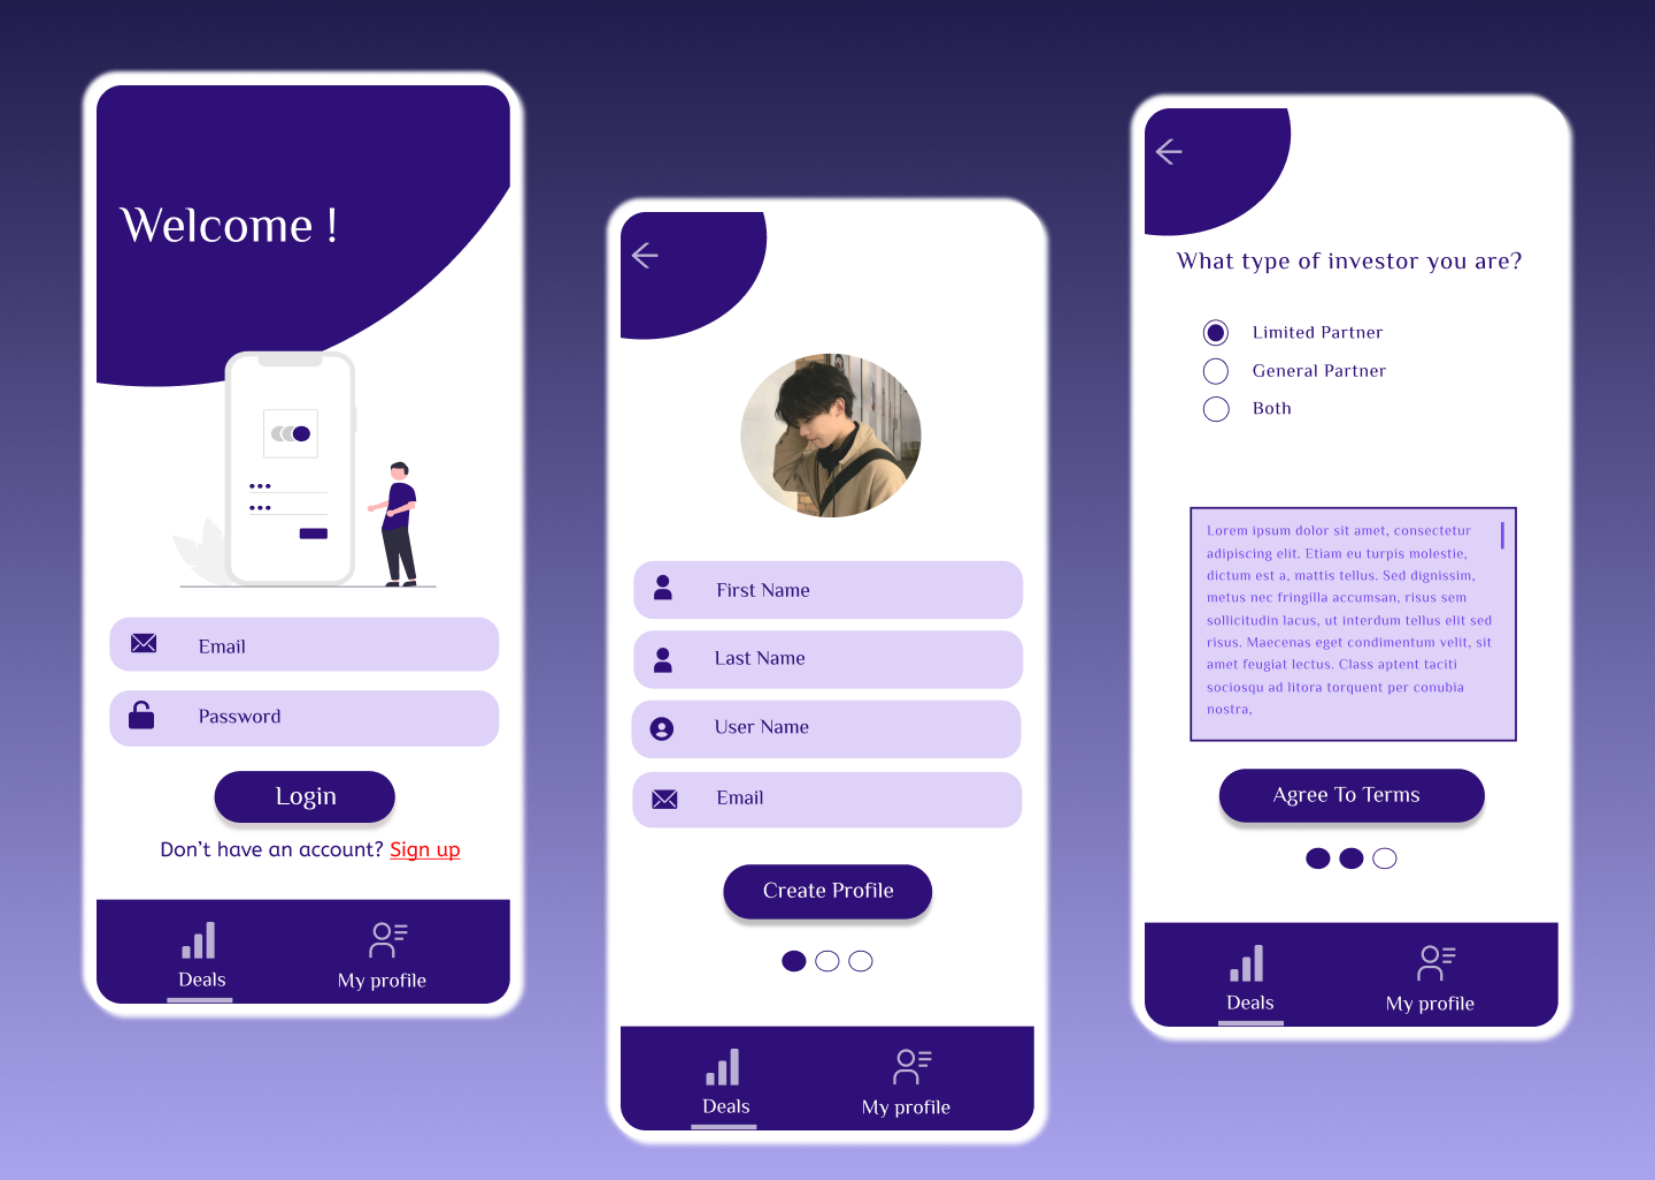 Welcome !
Email
Password
Login
Don't have an account? Sign up
Deals
My profile
First Name
Last Name
User Name
Email
Create Profile
Deals
My profile
What type of investor you are?
Limited Partner
General Partner
Both
Lorem ipsum dolor sit amet, consectetur
adipiscing elit. Etiam eu turpis molestie,
dictum est a, mattis tellus. Sed dignissim,
metus nec fringilla accumsan, risus sem
sollicitudin lacus, ut interdum tellus elit sed
risus. Maecenas eget condimentum velit, sit
amet feugiat lectus. Class aptent taciti
sociosqu ad litora torquent per conubia
nostra,
Agree To Terms
Deals
My profile